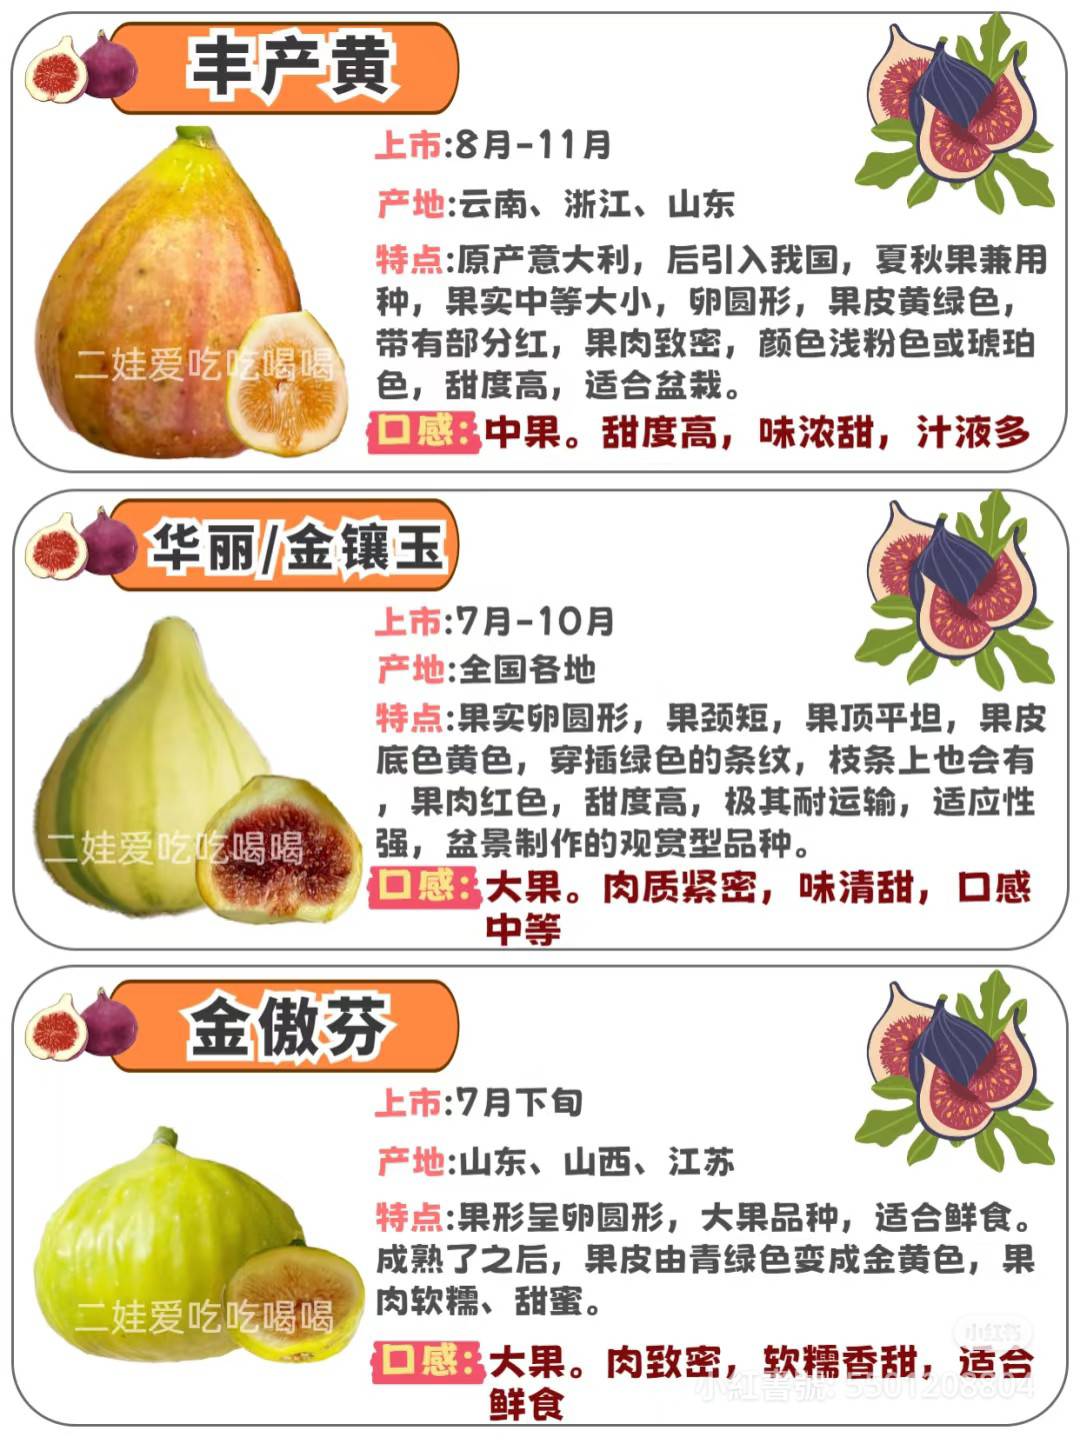 丰产黄
上市:8月-11月
产地:云南、浙江、山东
特点:原产意大利，后引入我国，夏秋果兼用
种，果实中等大小，卵圆形，果皮黄绿色，
带有部分红，果肉致密，颜色浅粉色或琥珀
色，甜度高，适合盆栽。
二娃爱吃吃喝喝
口感:中果。甜度高，味浓甜，汁液多
华丽/金镶玉
上市:7月-10月
产地:全国各地
特点:果实卵圆形，果颈短，果顶平坦，果皮
底色黄色，穿插绿色的条纹，枝条上也会有
，果肉红色，甜度高，极其耐运输，适应性
强，盆景制作的观赏型品种。
二娃爱吃吃喝喝
口感:大果。肉质紧密，味清甜，口感
中等
金傲芬
上市:7月下旬
产地:山东、山西、江苏
特点:果形呈卵圆形，大果品种，适合鲜食。
成熟了之后，果皮由青绿色变成金黄色，果
肉软糯、甜蜜。
二娃爱吃吃喝喝
小红书
口感:大果。肉致密，软糯香甜，适合
鲜食
小红书号: 5501208804